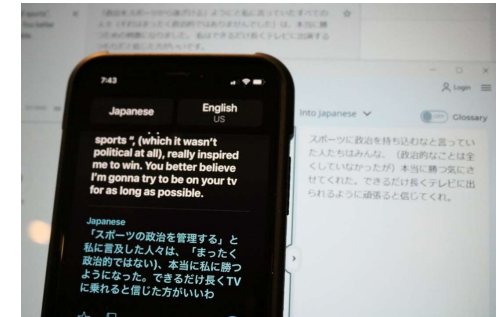 7:43
Japanese
English
US
sports “, (which it wasn't
political at all), really inspired
me to win. You better believe
I'm gonna try to be on your tv
for as long as possible.
Japanese
「スポーツの政治を管理する」と
私に言及した人々は、「まったく
政治的ではない)、本当に私に勝つ
ようになった。できるだけ長くTV
に乗れると信じた方がいいわ
Login
into Japanese
Glossary
スポーツに政治を持ち込むなと言ってい
た人たちはみんな、（政治的なことは全
くしていなかったが）本当に勝つ気にさ
せてくれた。できるだけ長くテレビに出
られるように頑張ると信じてくれ。